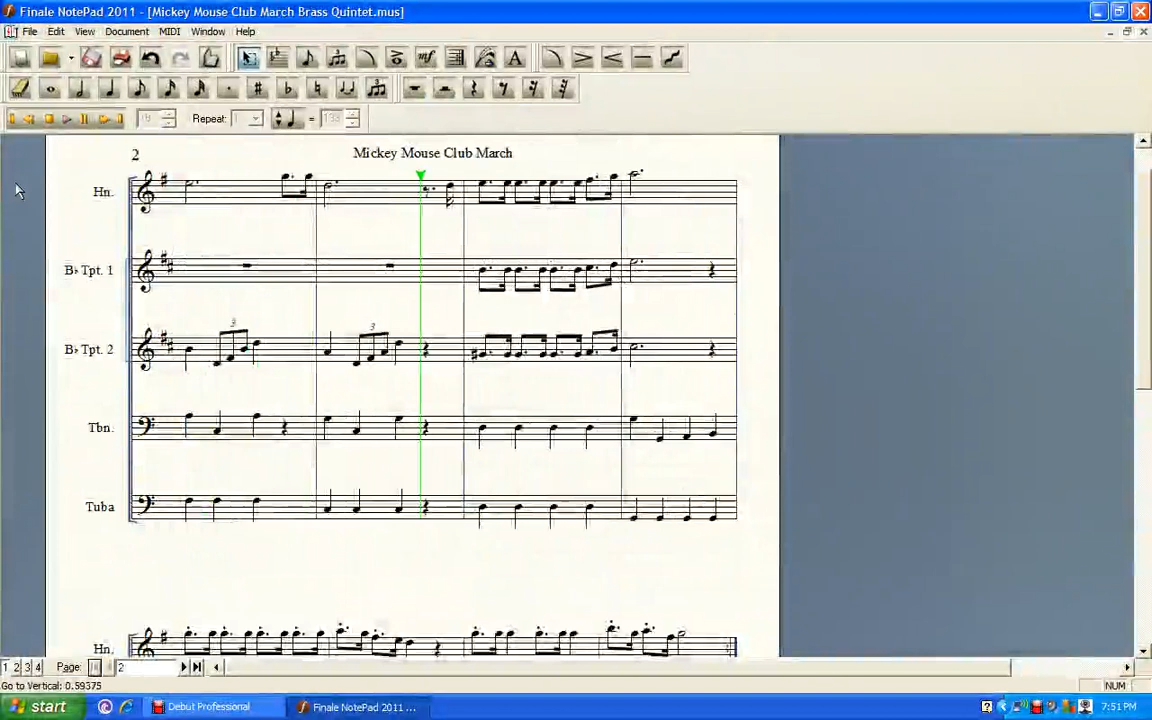 Finale NotePad 2011 - [Mickey Mouse Club March Brass Quintet.mus]
File Edit View Document MIDI Window Help
Repeat:
2
Mickey Mouse Club March
Hn.
B♭ Tpt. 1
3
3
B♭ Tpt. 2
Tbn.
Tuba
Hn.
1 2 3 4 Page: 2
Go to Vertical: 0.59375
NUM
start Debut Professional Finale NotePad 2011 ... 7:51 PM